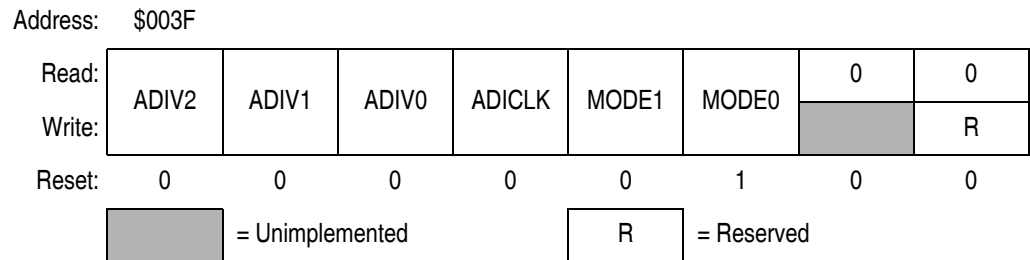 Address: $003F
Read: ADIV2 ADIV1 ADIV0 ADICLK MODE1 MODE0 0 0
Write: R
Reset: 0 0 0 0 0 1 0 0
= Unimplemented R = Reserved